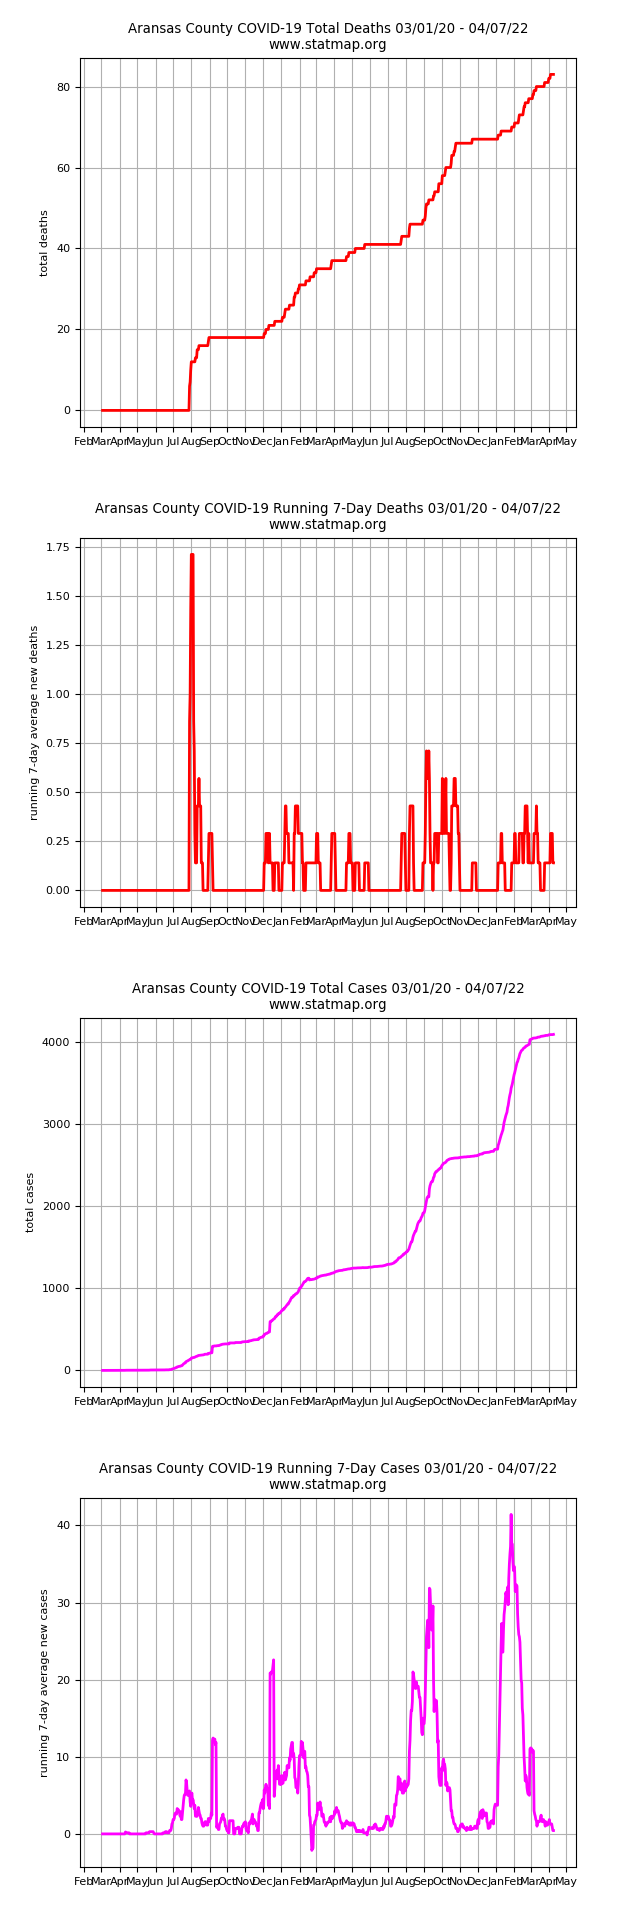 Aransas County COVID-19 Total Deaths 03/01/20 - 04/07/22
www.statmap.org
80
60
40
20
0
total deaths
Feb Mar Apr May Jun Jul Aug Sep Oct Nov Dec Jan Feb Mar Apr May Jun Jul Aug Sep Oct Nov Dec Jan Feb Mar Apr May
Aransas County COVID-19 Running 7-Day Deaths 03/01/20 - 04/07/22
www.statmap.org
1.75
1.50
1.25
1.00
0.75
0.50
0.25
0.00
running 7-day average new deaths
Feb Mar Apr May Jun Jul Aug Sep Oct Nov Dec Jan Feb Mar Apr May Jun Jul Aug Sep Oct Nov Dec Jan Feb Mar Apr May
Aransas County COVID-19 Total Cases 03/01/20 - 04/07/22
www.statmap.org
4000
3000
2000
1000
0
total cases
Feb Mar Apr May Jun Jul Aug Sep Oct Nov Dec Jan Feb Mar Apr May Jun Jul Aug Sep Oct Nov Dec Jan Feb Mar Apr May
Aransas County COVID-19 Running 7-Day Cases 03/01/20 - 04/07/22
www.statmap.org
40
30
20
10
0
running 7-day average new cases
Feb Mar Apr May Jun Jul Aug Sep Oct Nov Dec Jan Feb Mar Apr May Jun Jul Aug Sep Oct Nov Dec Jan Feb Mar Apr May